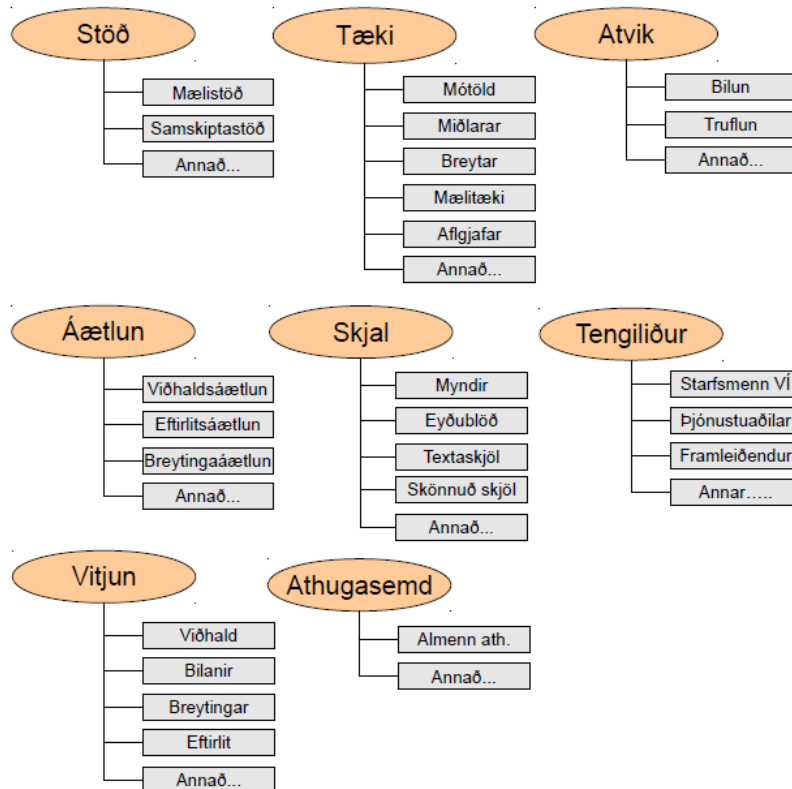 Stöð
Mælistöð
Samskiptastöð
Annað...
Tæki
Mótöld
Miðlarar
Breytar
Mælitæki
Aflgjafar
Annað...
Atvik
Bilun
Truflun
Annað...
Áætlun
Viðhaldsáætlun
Eftirlitsáætlun
Breytingaáætlun
Annað...
Skjal
Myndir
Eyðublöð
Textaskjöl
Skönnuð skjöl
Annað...
Tengiliður
Starfsmenn VÍ
Þjónustuaðilar
Framleiðendur
Annar.....
Vitjun
Viðhald
Bilanir
Breytingar
Eftirlit
Annað...
Athugasemd
Almenn ath.
Annað...